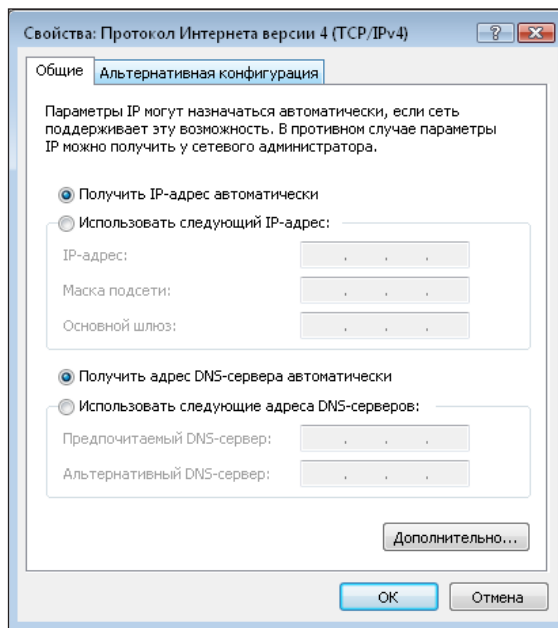 Свойства: Протокол Интернета версии 4 (TCP/IPv4)
Общие
Альтернативная конфигурация
Параметры IP могут назначаться автоматически, если сеть
поддерживает эту возможность. В противном случае параметры
IP можно получить у сетевого администратора.
Получить IP-адрес автоматически
Использовать следующий IP-адрес:
IP-адрес:
Маска подсети:
Основной шлюз:
Получить адрес DNS-сервера автоматически
Использовать следующие адреса DNS-серверов:
Предпочитаемый DNS-сервер:
Альтернативный DNS-сервер:
Дополнительно...
ОК
Отмена